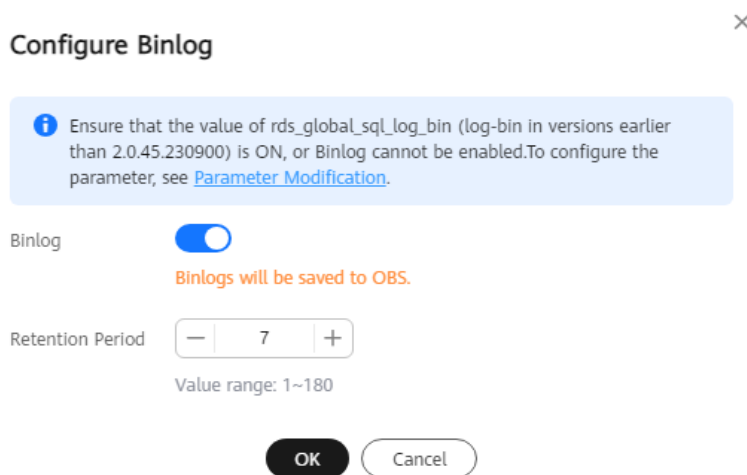 Configure Binlog
Ensure that the value of rds_global_sql_log_bin (log-bin in versions earlier
than 2.0.45.230900) is ON, or Binlog cannot be enabled.To configure the
parameter, see Parameter Modification.
Binlog
Binlogs will be saved to OBS.
Retention Period
7
Value range: 1~180
OK
Cancel